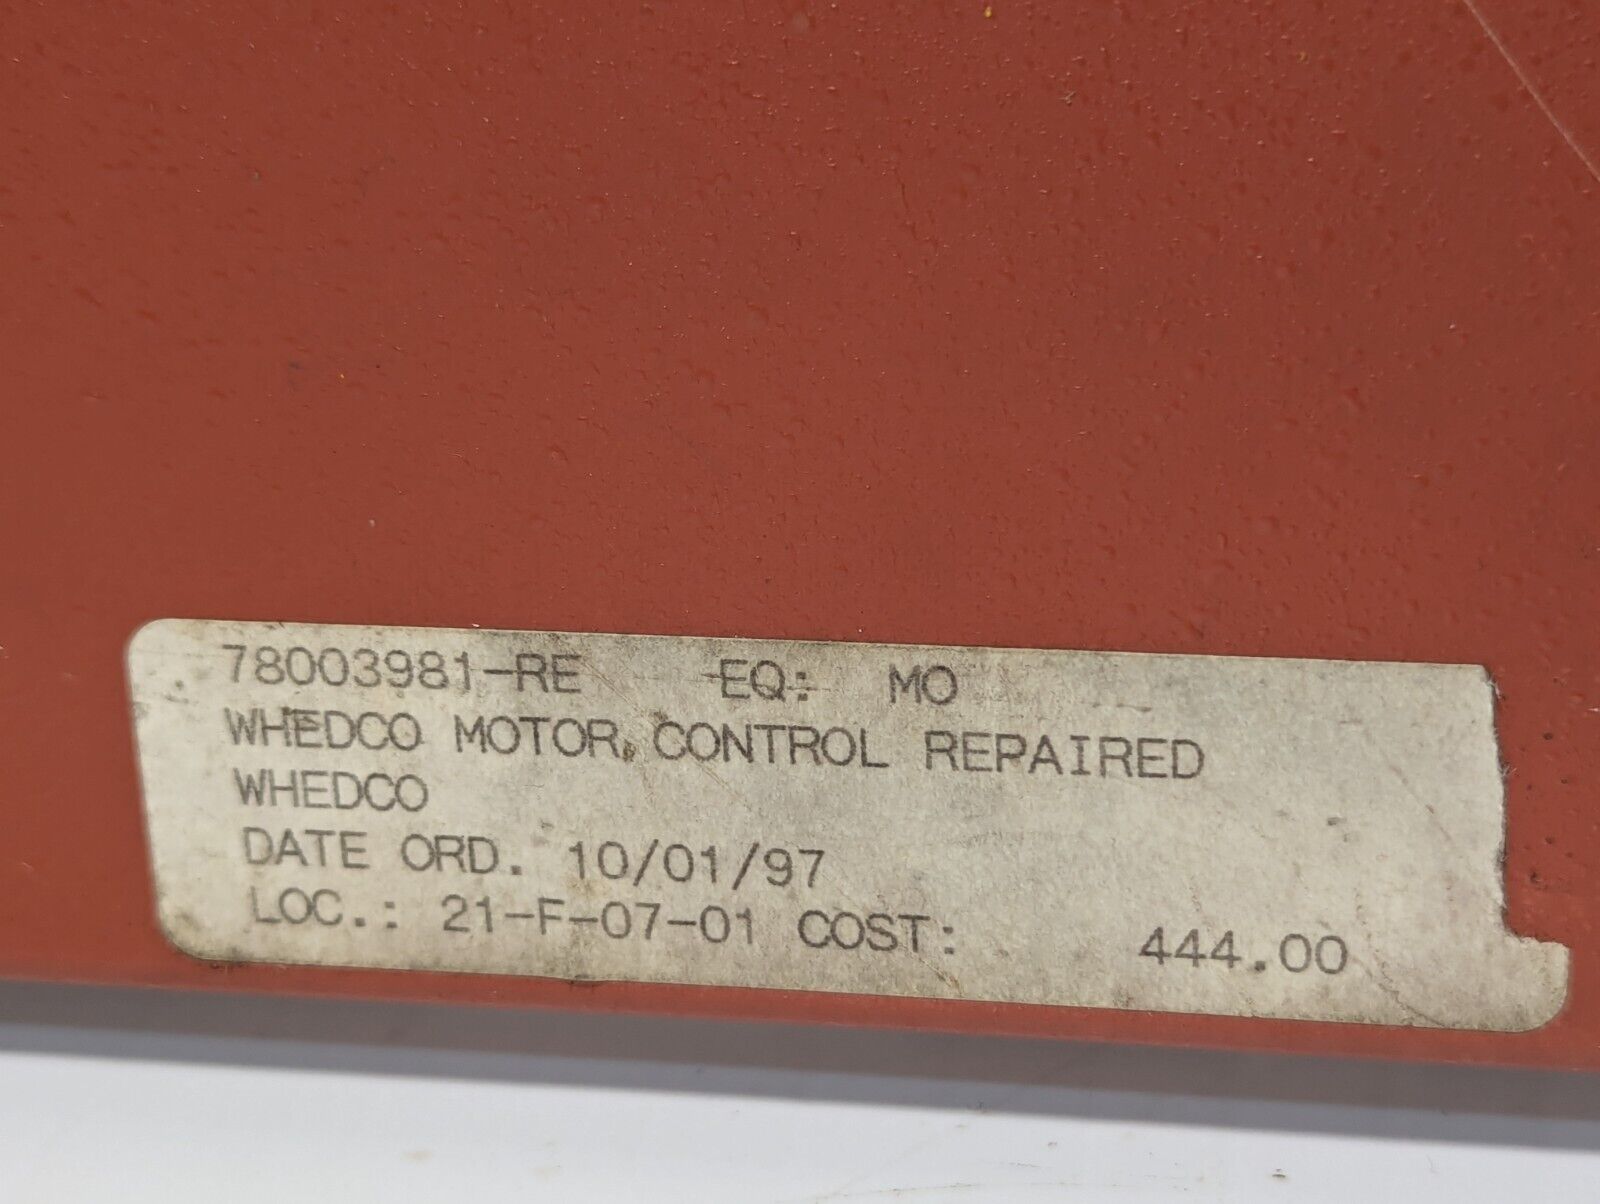 78003981-RE EQ: MO
WHEDCO MOTOR CONTROL REPAIRED
WHEDCO
DATE ORD. 10/01/97
LOC.: 21-F-07-01 COST: 444.00